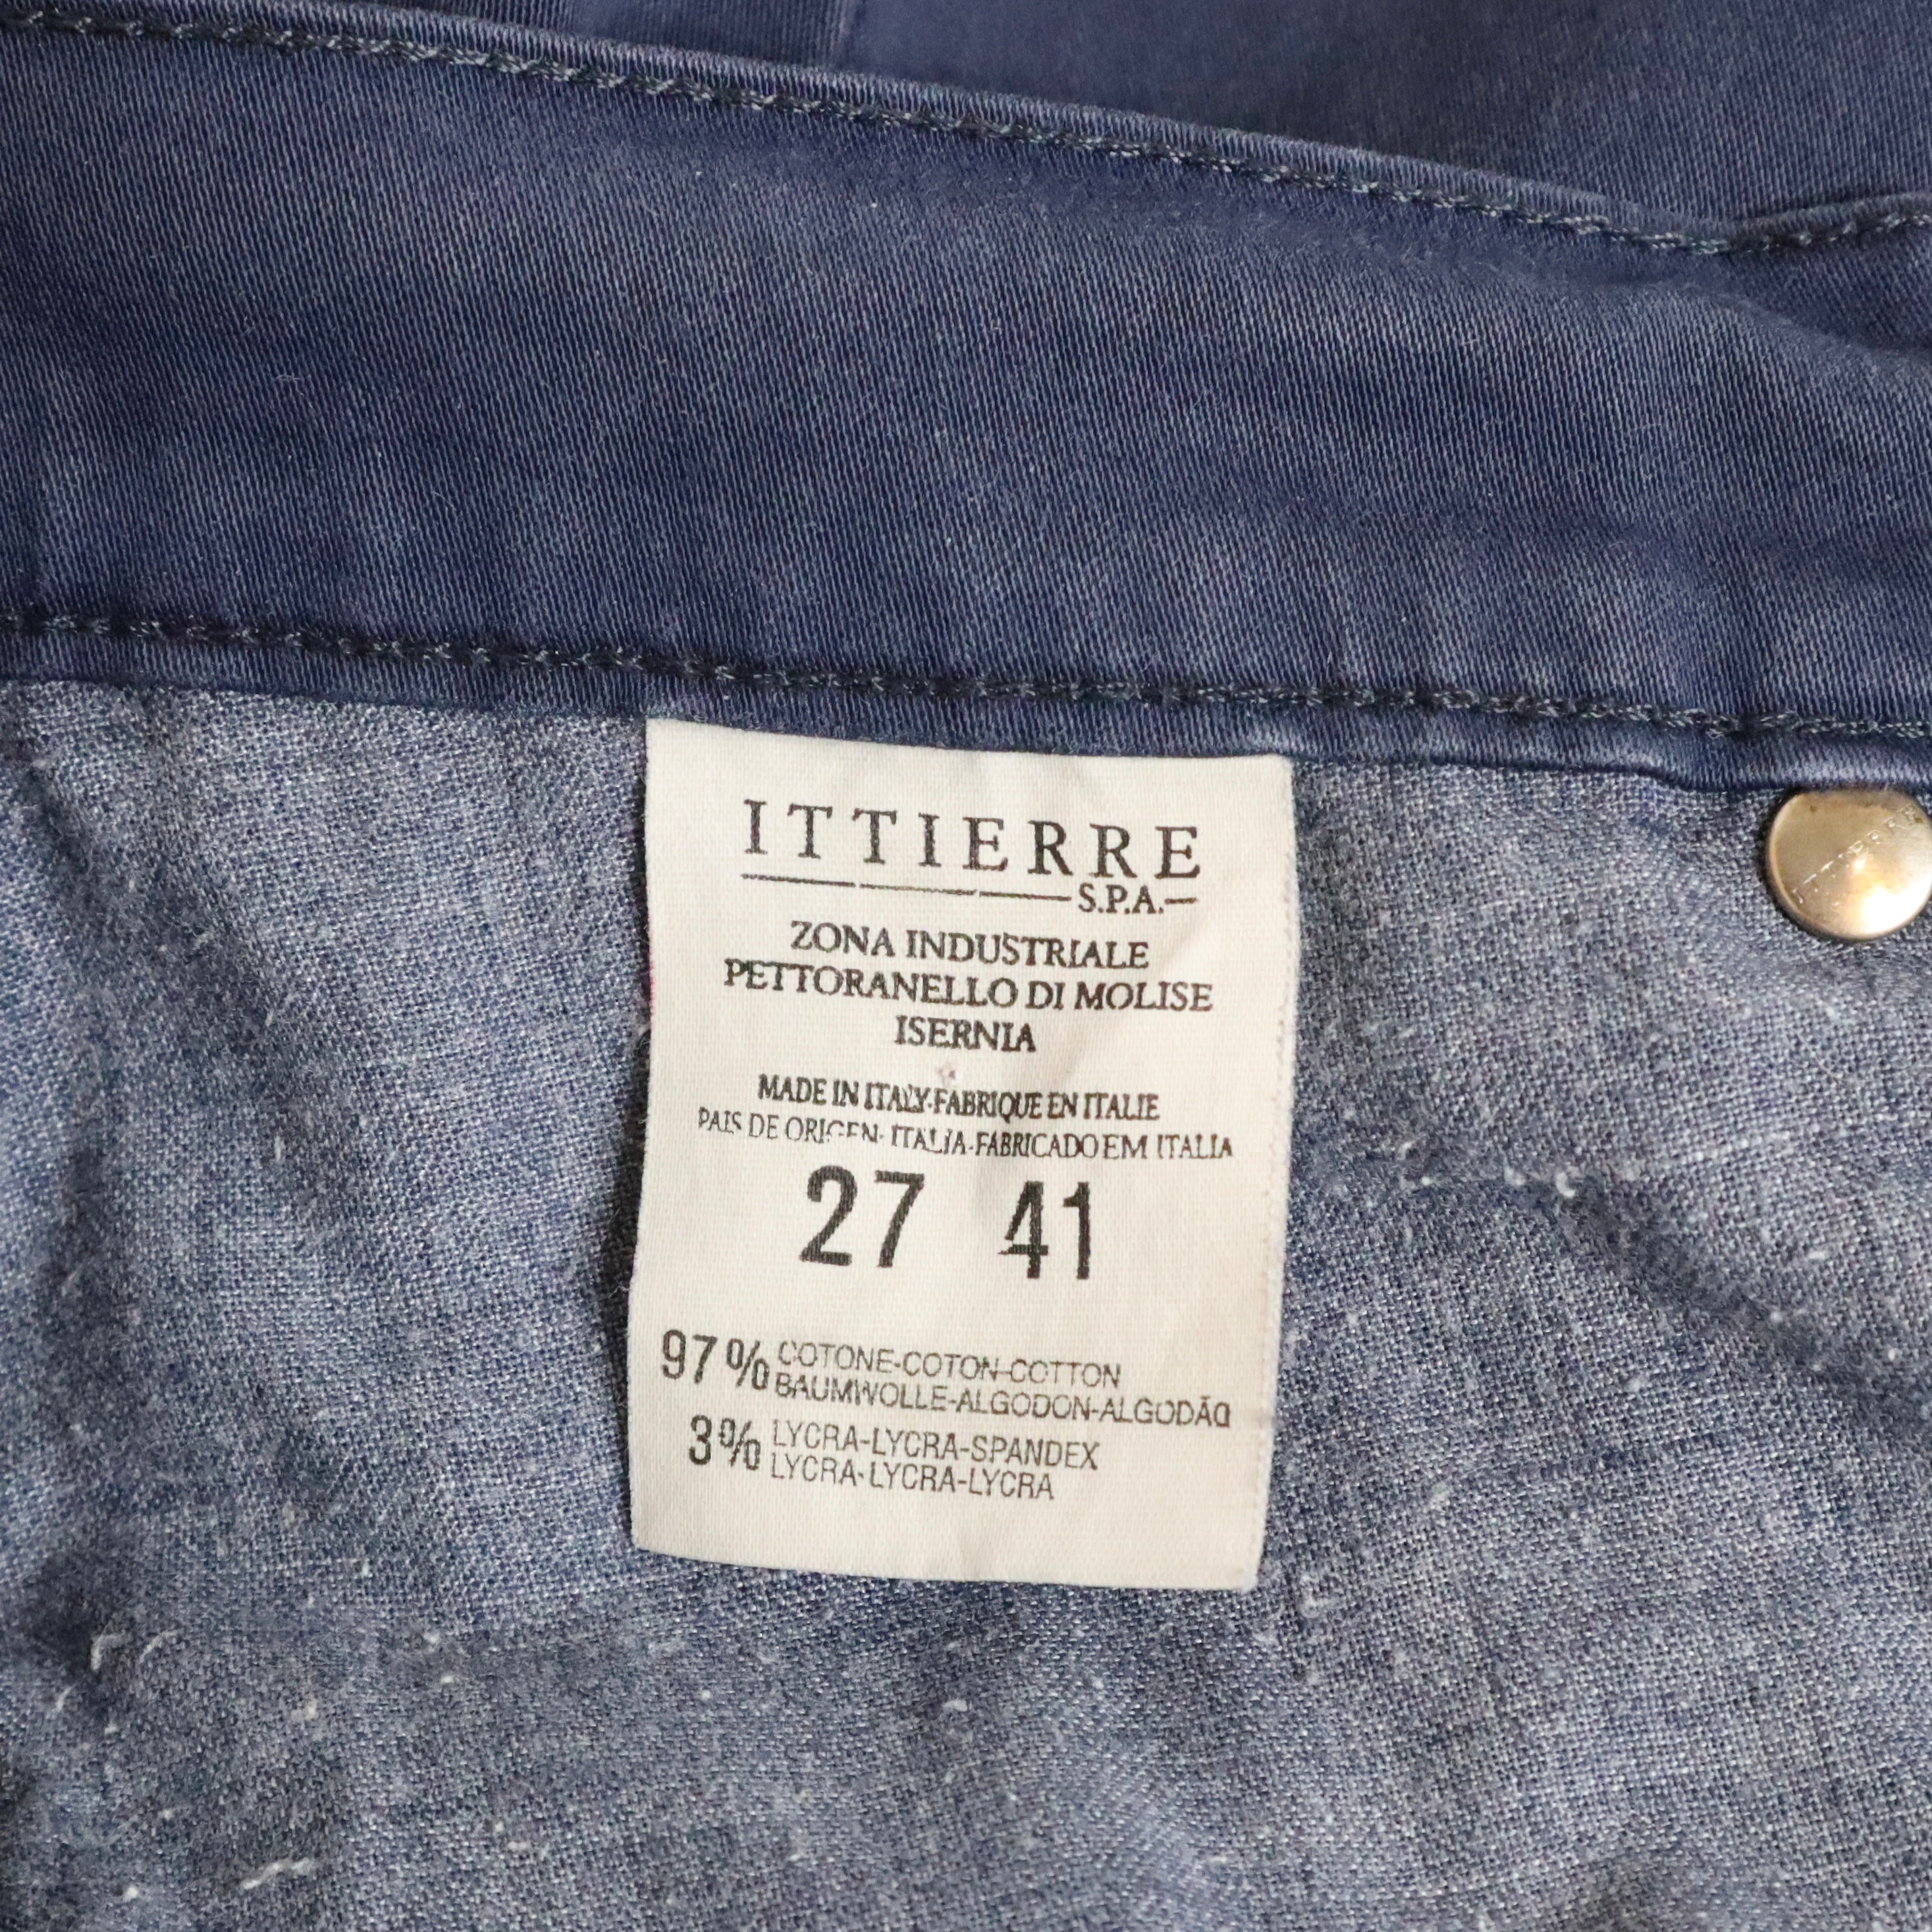 ITTIERRE
S.P.A.
ZONA INDUSTRIALE
PETTORANELLO DI MOLISE
ISERNIA
MADE IN ITALY-FABRIQUE EN ITALIE
PAIS DE ORIGEN- ITALIA-FABRICADO EM ITALIA
27 41
97% COTONE-COTON-COTTON
BAUMWOLLE-ALGODON-ALGODÃO
3% LYCRA-LYCRA-SPANDEX
LYCRA-LYCRA-LYCRA
ITTIERRE